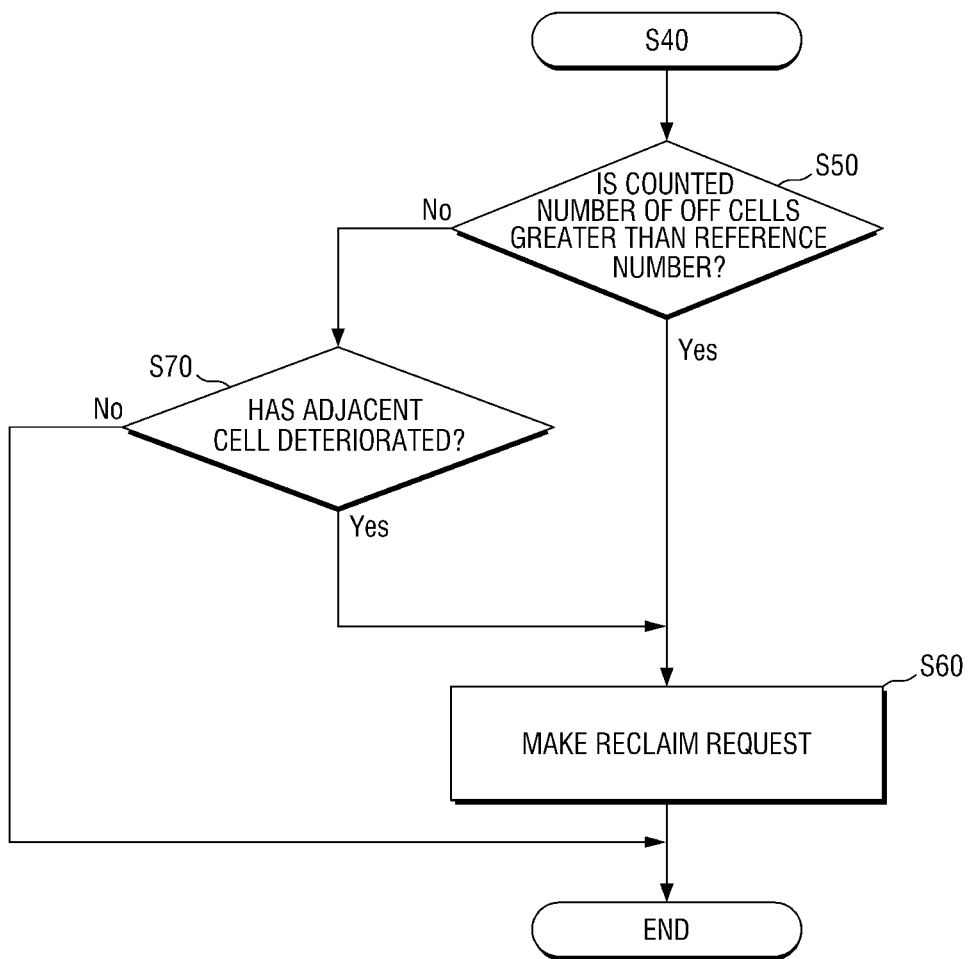 S40
S50
IS COUNTED
NUMBER OF OFF CELLS
GREATER THAN REFERENCE
NUMBER?
No
Yes
S70
No
HAS ADJACENT
CELL DETERIORATED?
Yes
S60
MAKE RECLAIM REQUEST
END